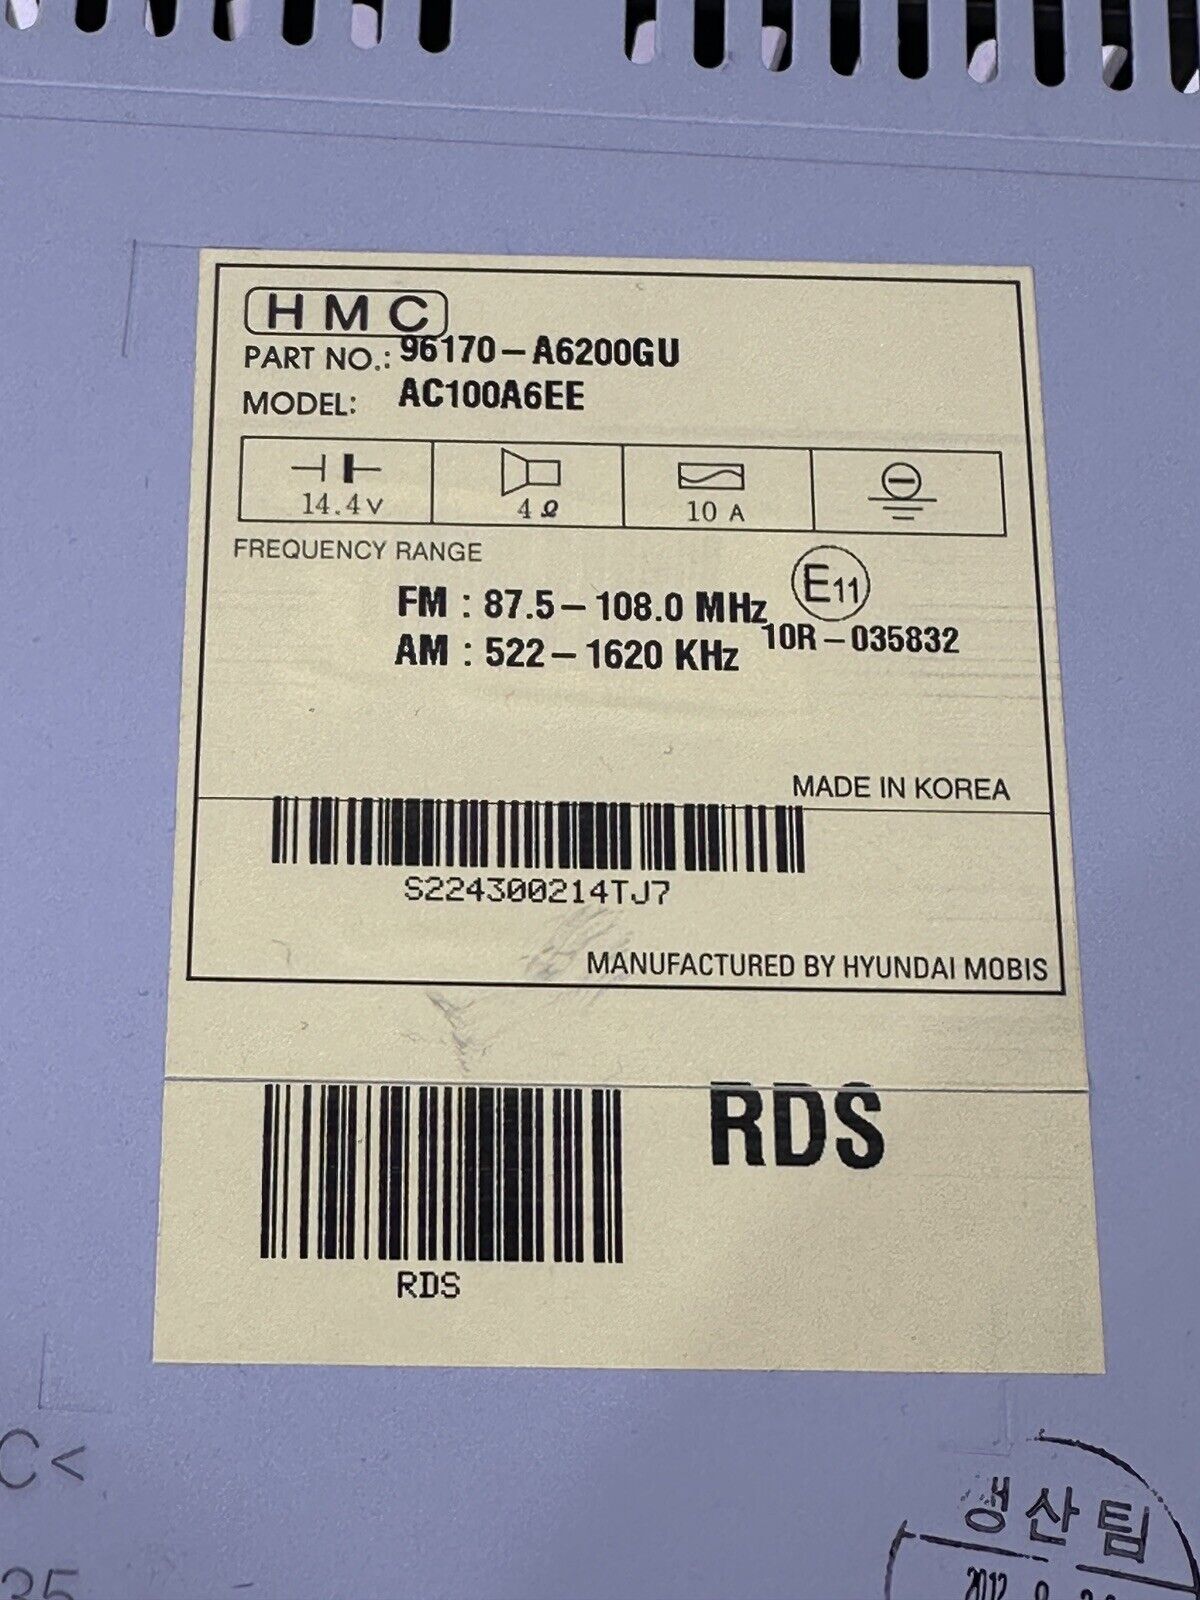 HMC
PART NO.: 96170-A6200GU
MODEL: AC100A6EE
14.4V 4Ω 10 A
FREQUENCY RANGE
E11
FM : 87.5-108.0 MHz
10R-035832
AM : 522-1620 KHz
MADE IN KOREA
S224300214TJ7
MANUFACTURED BY HYUNDAI MOBIS
RDS
RDS
C<
35
생산팀
2012